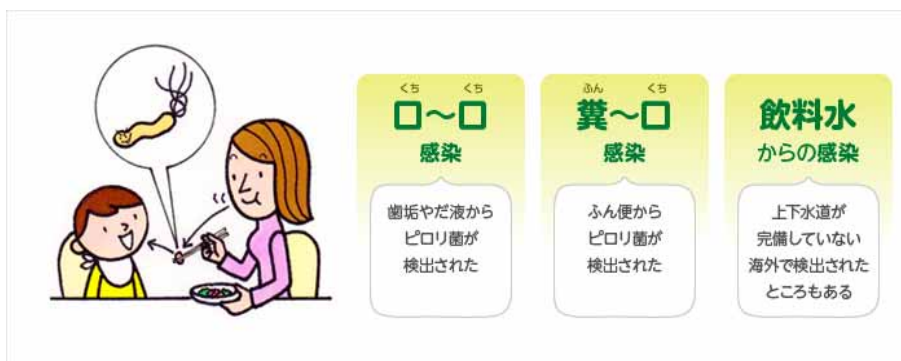 くち くち
口～口
感染
歯垢やだ液から
ピロリ菌が
検出された
ふん くち
糞～口
感染
ふん便から
ピロリ菌が
検出された
飲料水
からの感染
上下水道が
完備していない
海外で検出された
ところもある